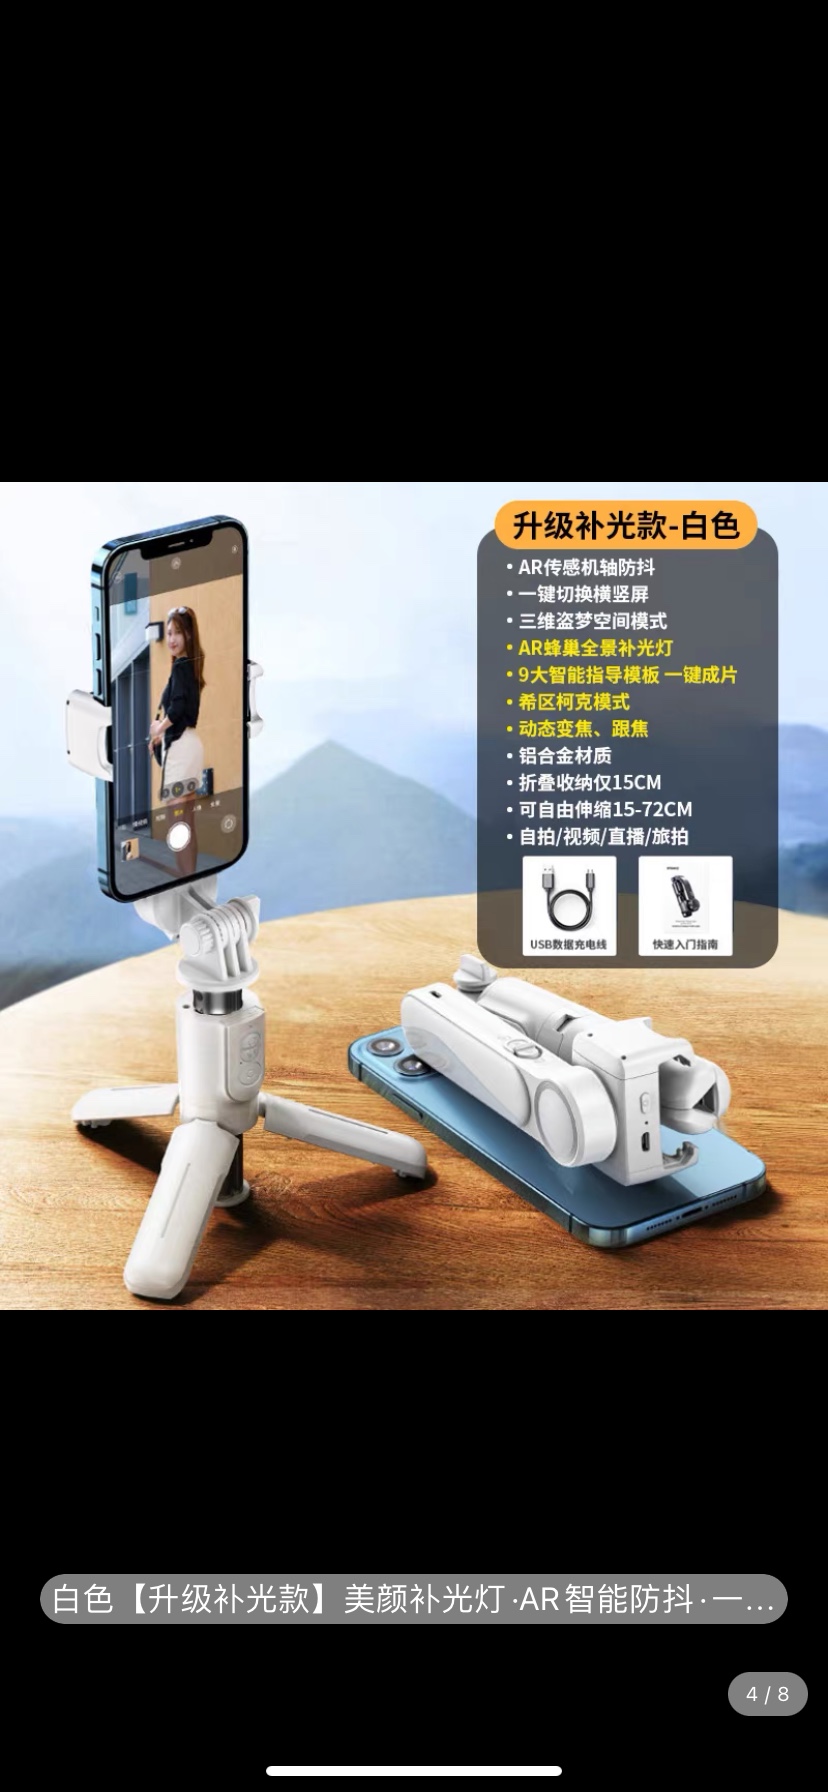 升级补光款-白色
·AR传感机轴防抖
·一键切换横竖屏
·三维盗梦空间模式
·AR蜂巢全景补光灯
·9大智能指导模板 一键成片
·希区柯克模式
·动态变焦、跟焦
·铝合金材质
·折叠收纳仅15CM
·可自由伸缩15-72CM
·自拍/视频/直播/旅拍
USB数据充电线
快速入门指南
白色【升级补光款】美颜补光灯·AR智能防抖·一...
4 / 8